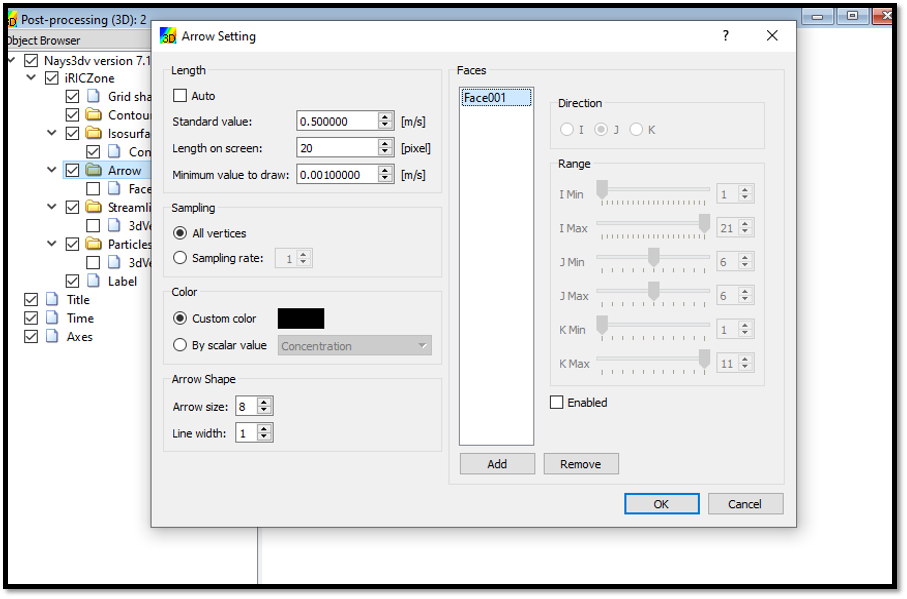 Post-processing (3D): 2
Object Browser
Nays3dv version 7.1
iRICZone
Grid sha
Contou
Isosurfa
Con
Arrow
Face
Streamli
3dVe
Particles
3dVe
Label
Title
Time
Axes
3D Arrow Setting
?
Length
Auto
Standard value: 0.500000 [m/s]
Length on screen: 20 [pixel]
Minimum value to draw: 0.00100000 [m/s]
Sampling
All vertices
Sampling rate: 1
Color
Custom color
By scalar value Concentration
Arrow Shape
Arrow size: 8
Line width: 1
Faces
Face001
Direction
I J K
Range
I Min 1
I Max 21
J Min 6
J Max 6
K Min 1
K Max 11
Enabled
Add Remove
OK Cancel